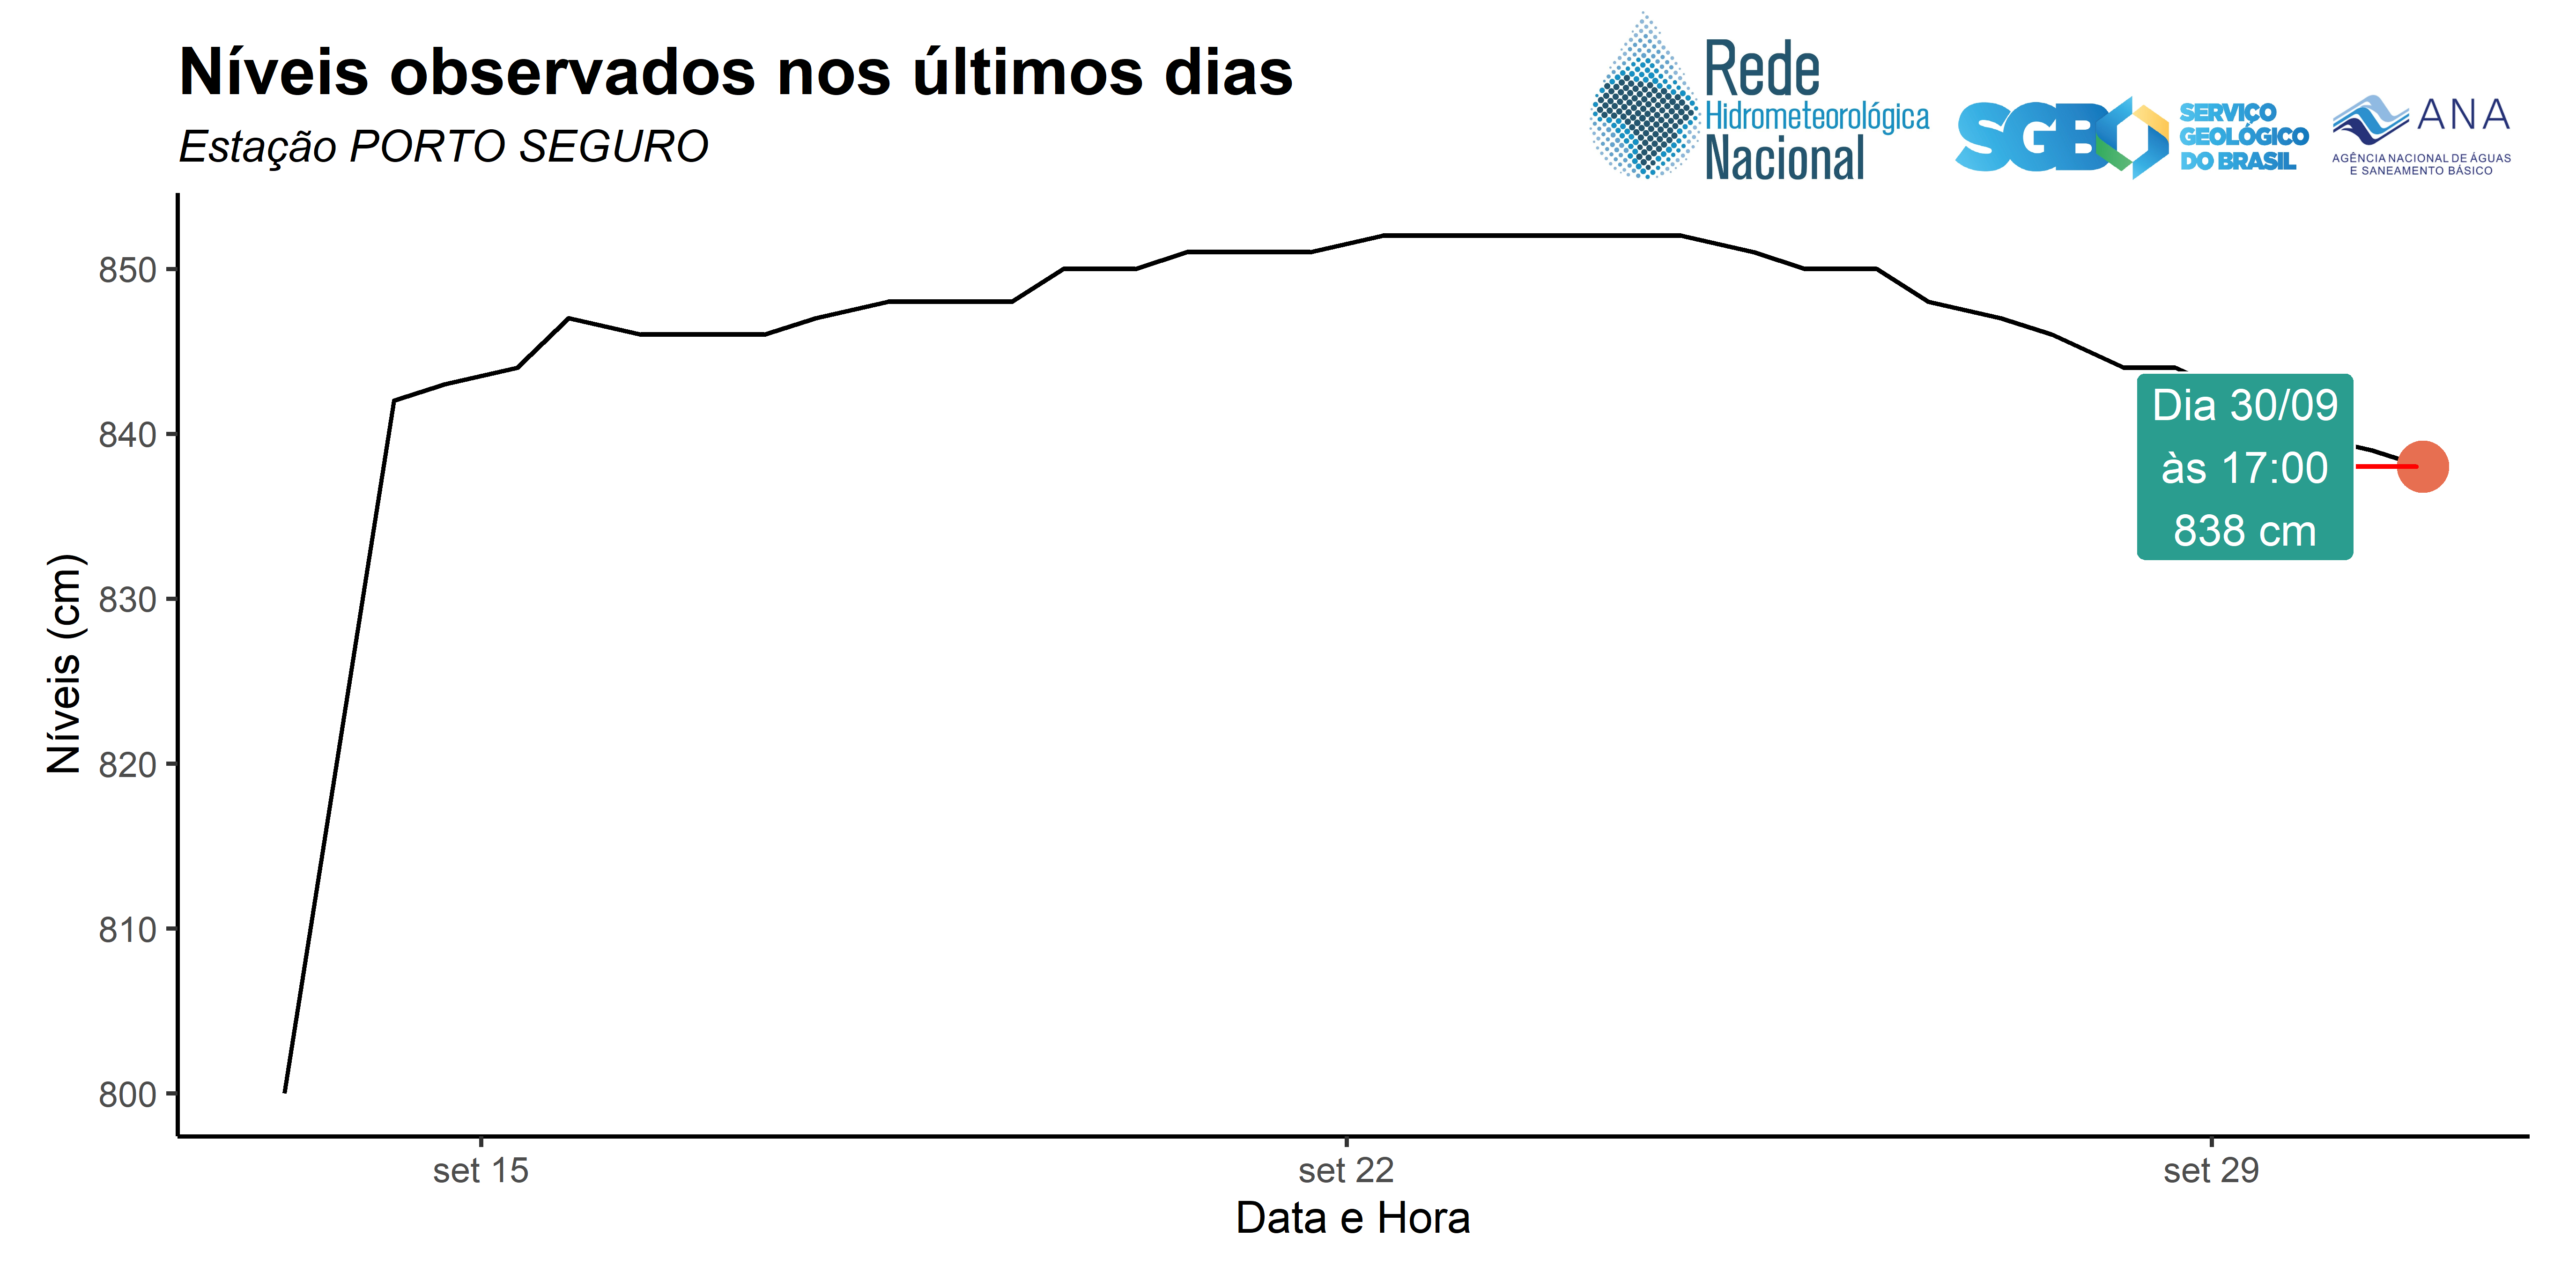 Níveis observados nos últimos dias
Estação PORTO SEGURO
Rede
Hidrometeorológica
Nacional
SGB
SERVIÇO
GEOLÓGICO
DO BRASIL
ANA
AGÊNCIA NACIONAL DE ÁGUAS
E SANEAMENTO BÁSICO
Níveis (cm)
850
840
830
820
810
800
Dia 30/09
às 17:00
838 cm
set 15
set 22
set 29
Data e Hora